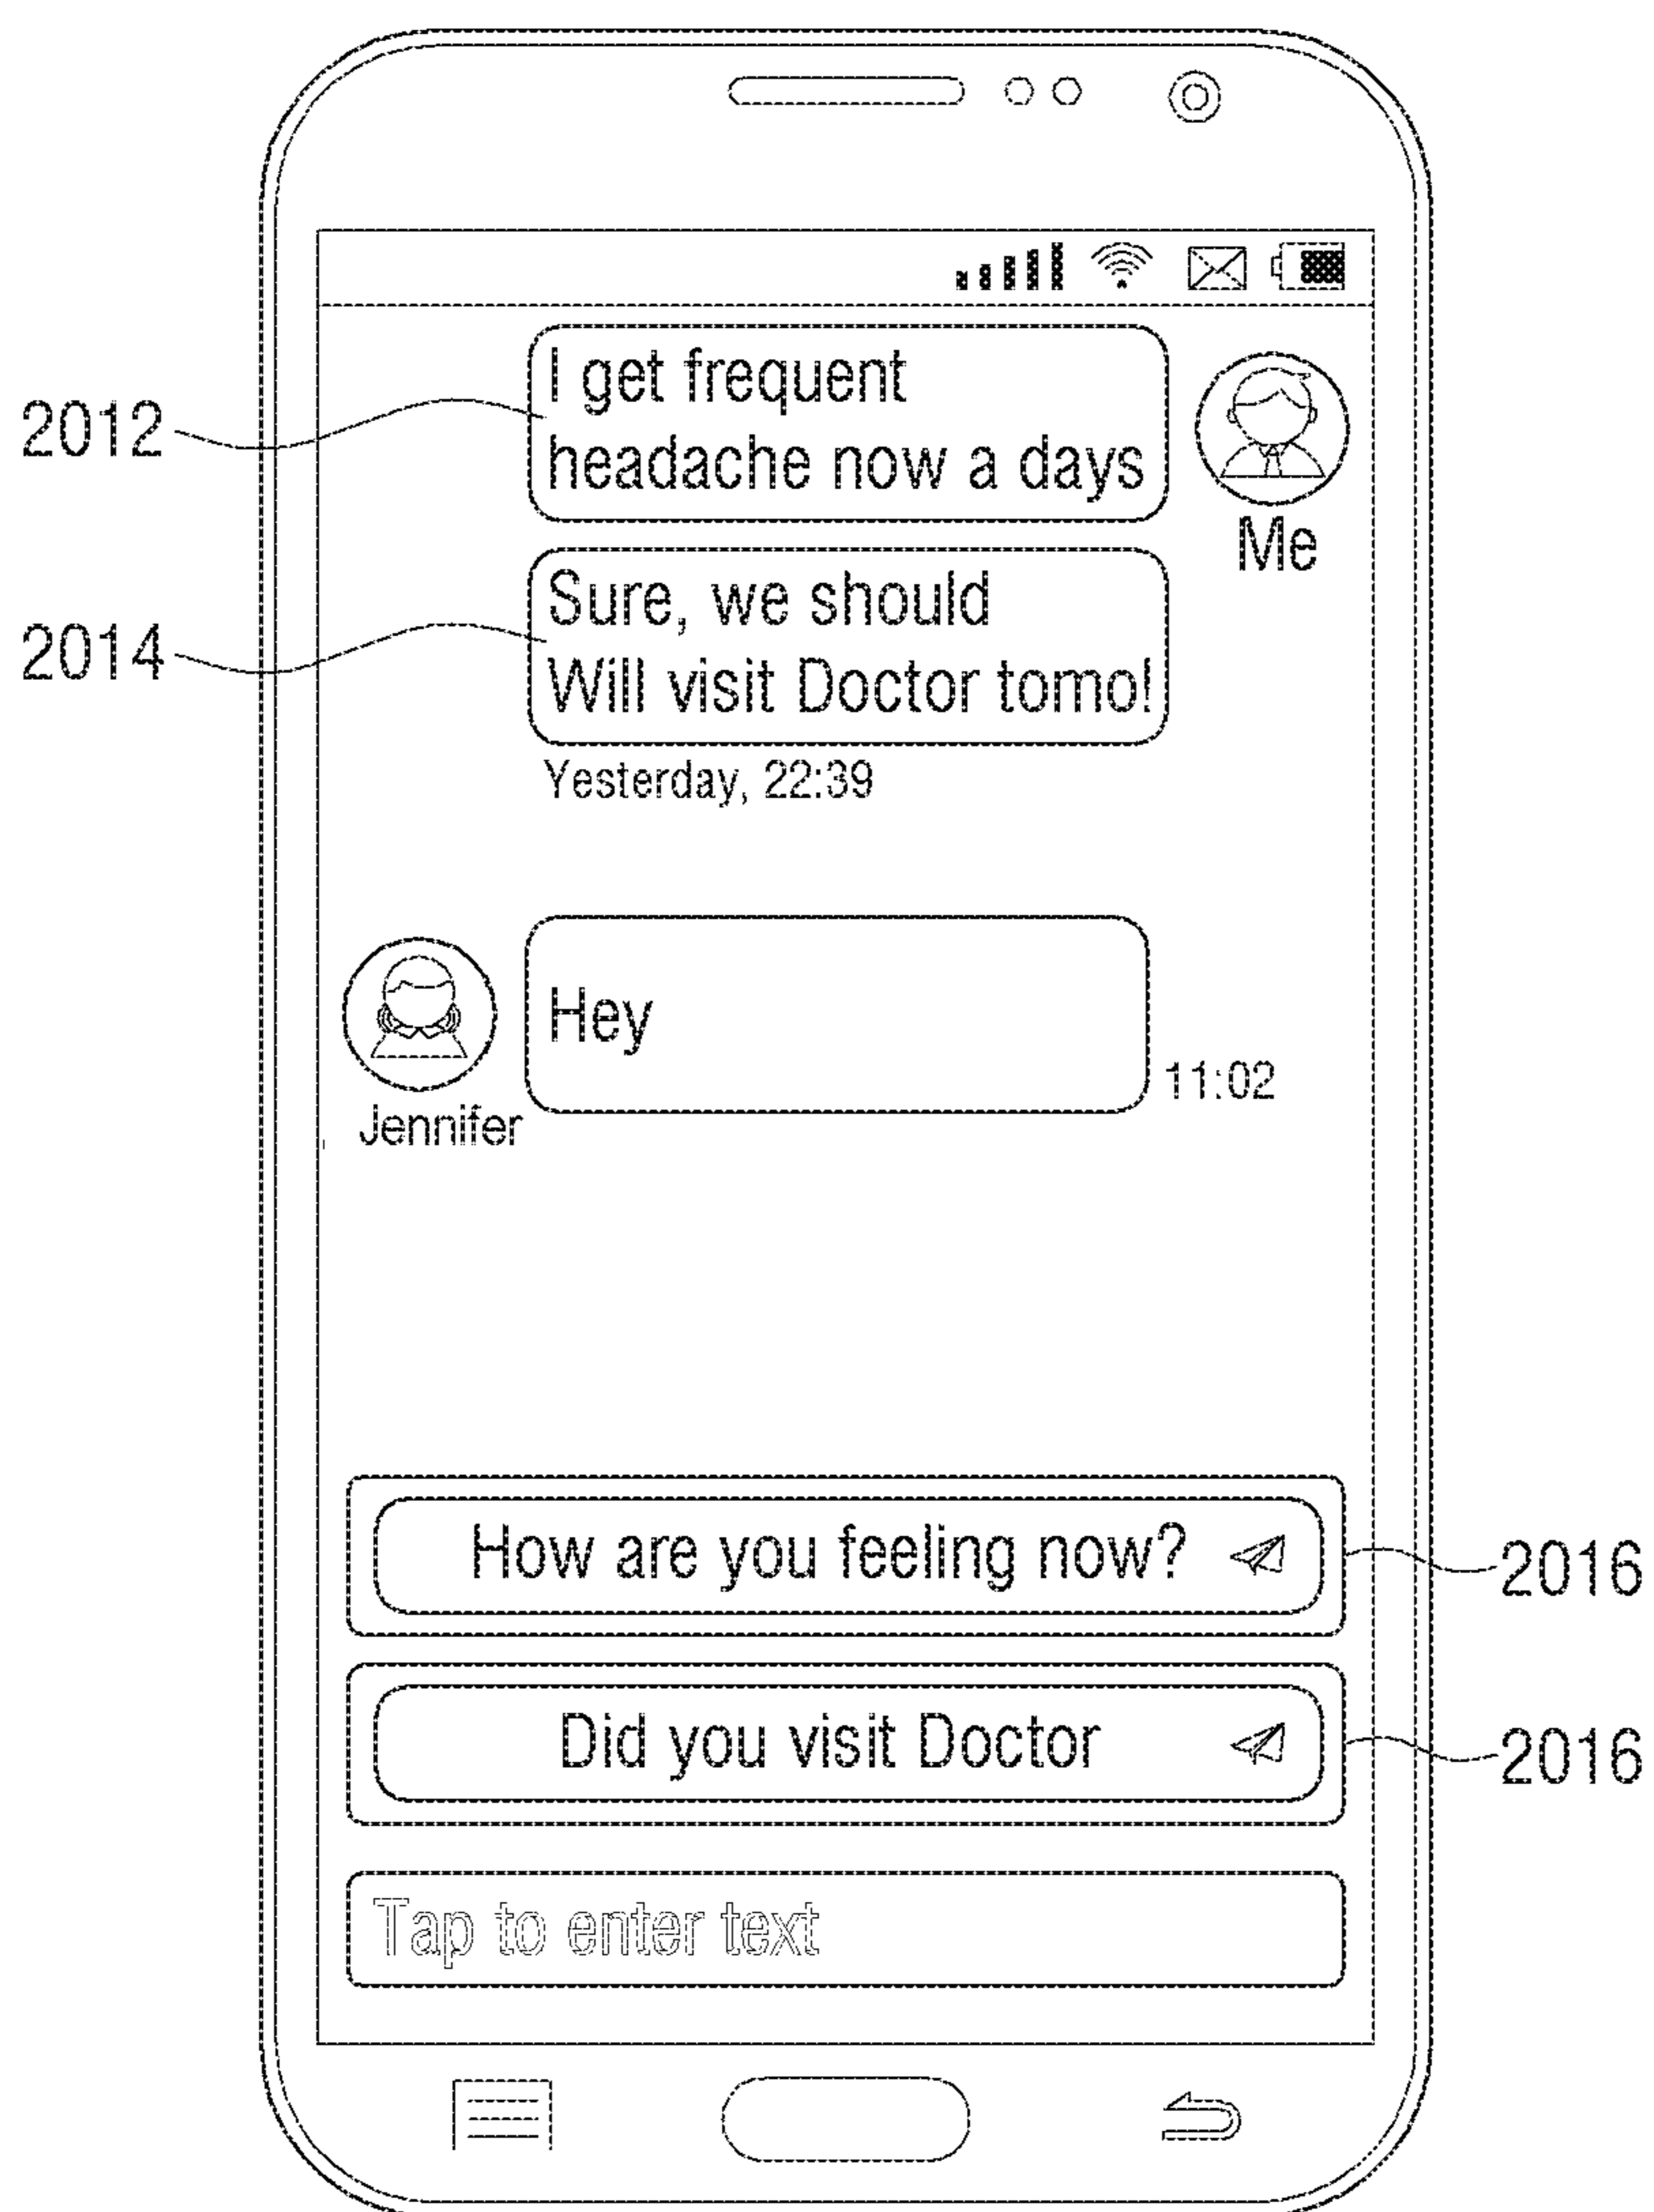 I get frequent
headache now a days
2012
Me
Sure, we should
Will visit Doctor tomo!
2014
Yesterday, 22:39
Hey
11:02
Jennifer
How are you feeling now?
2016
Did you visit Doctor
2016
Tap to enter text